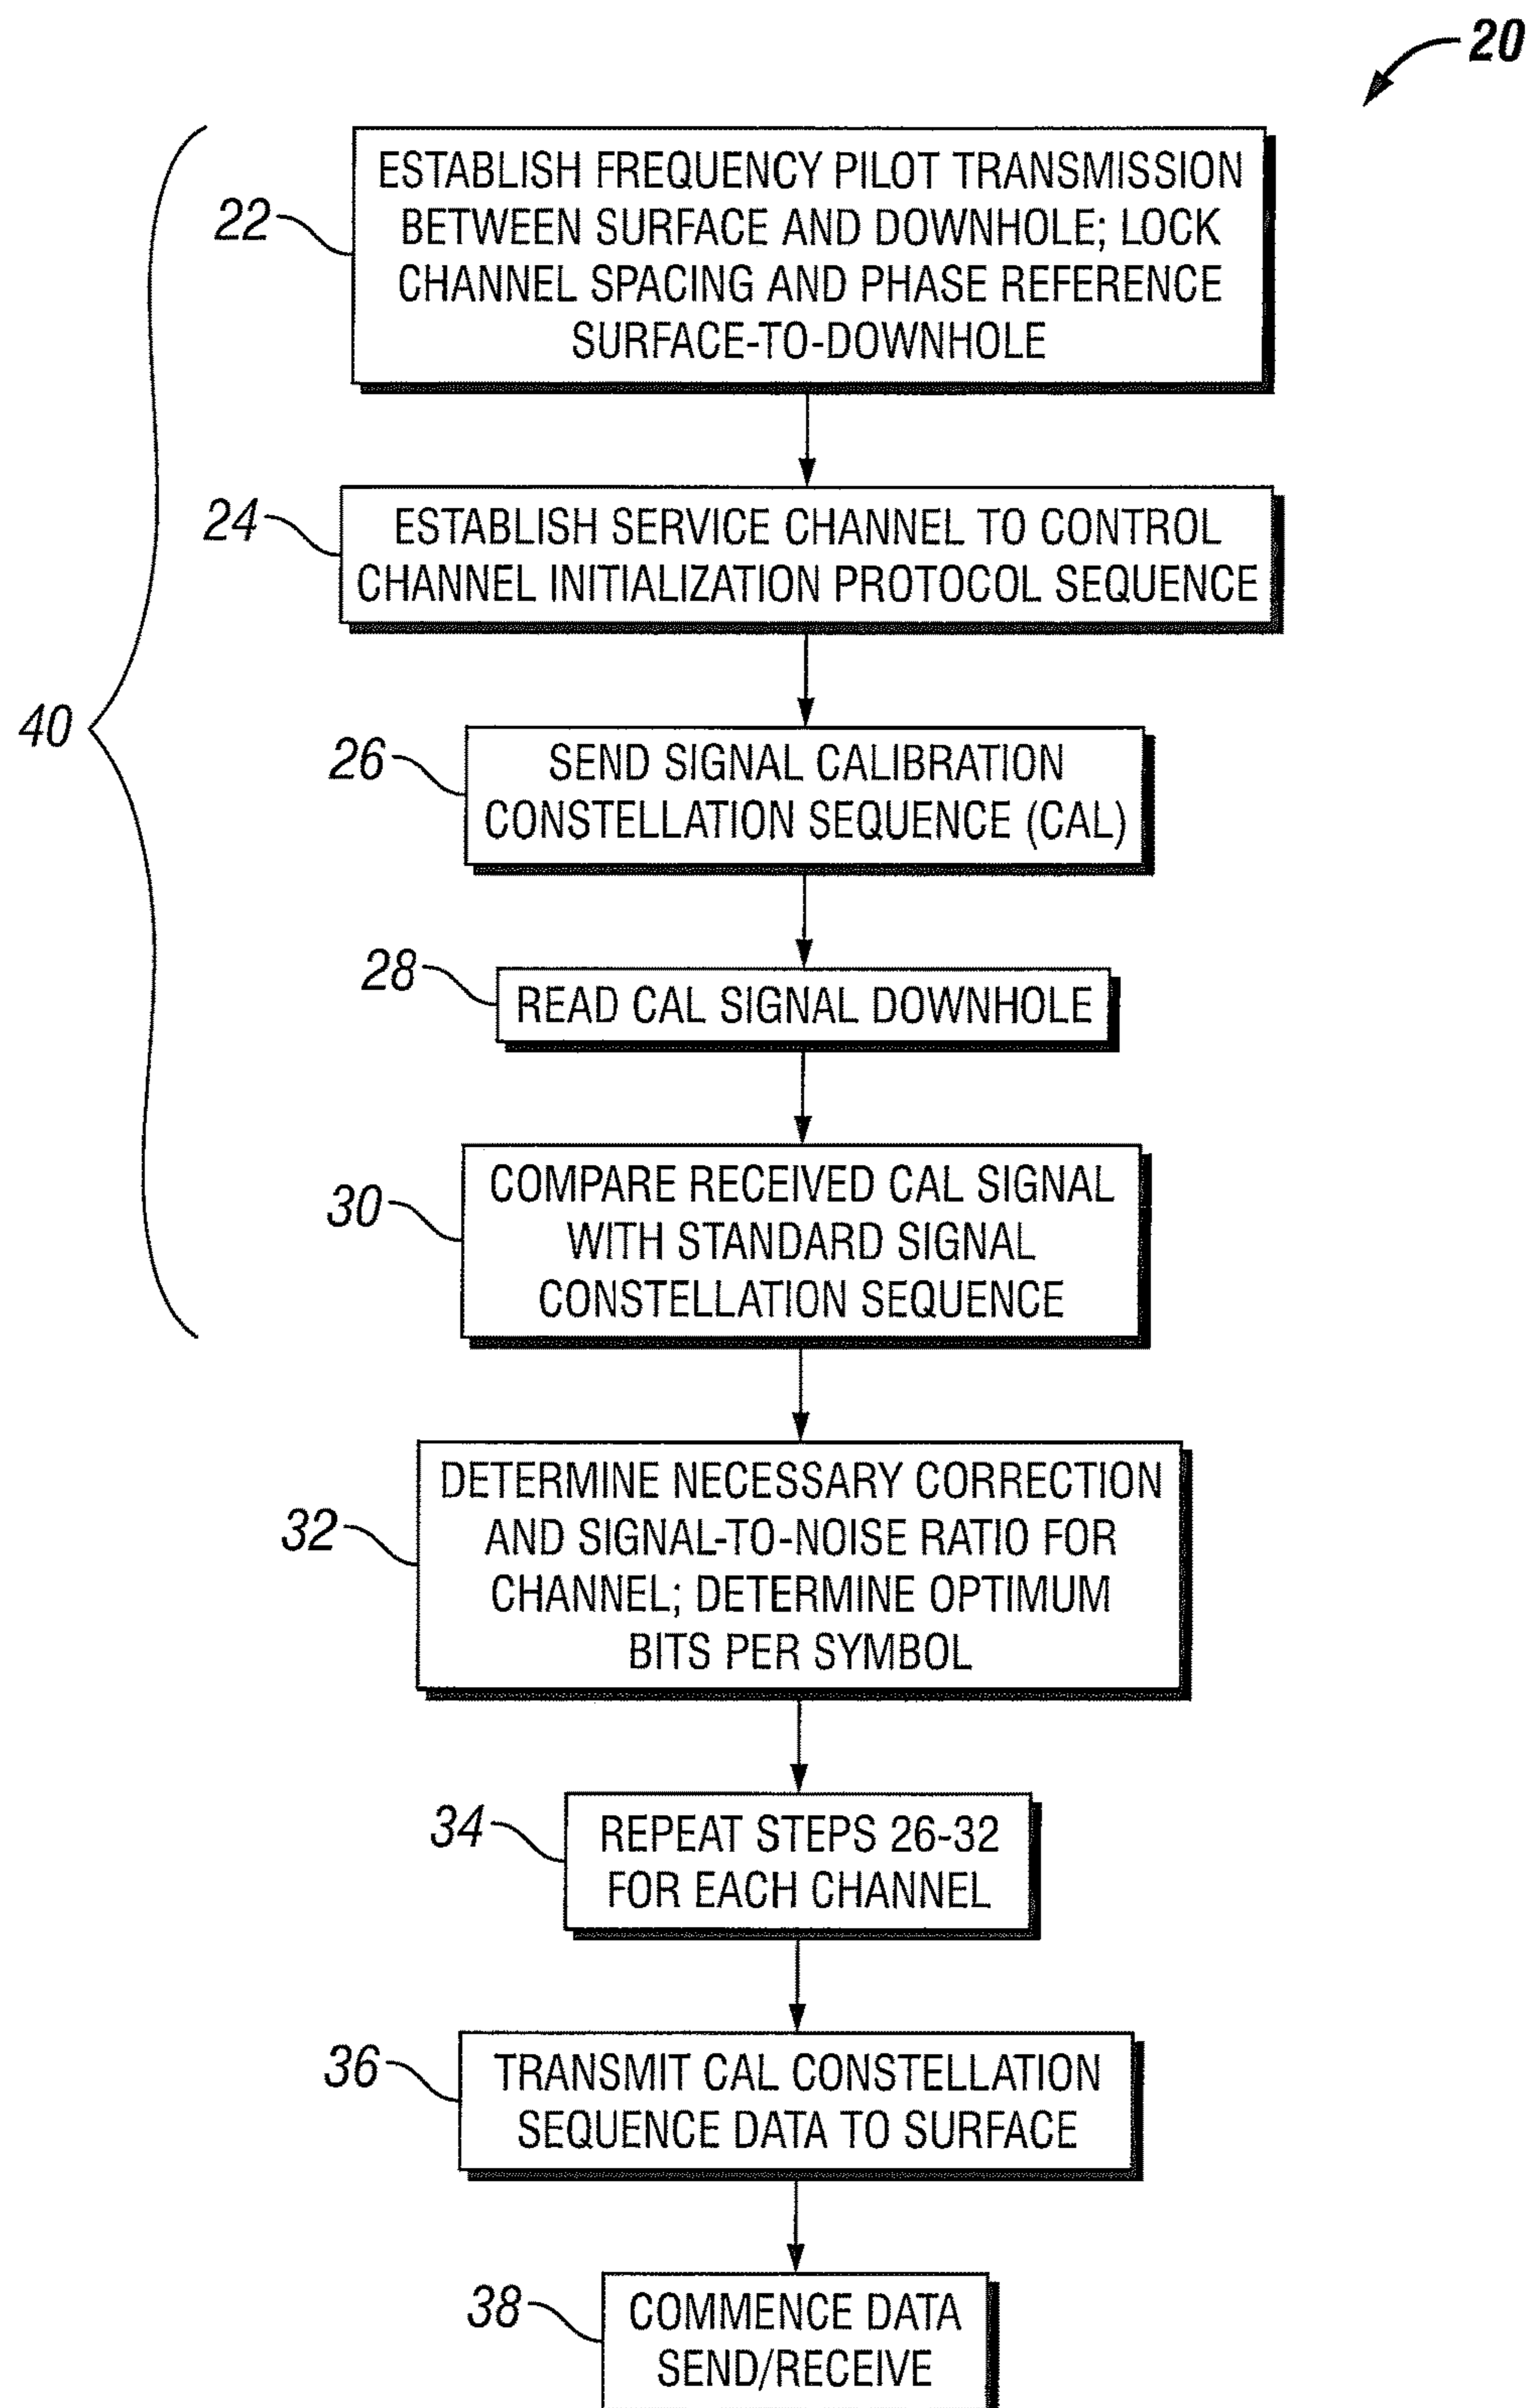 20
22
ESTABLISH FREQUENCY PILOT TRANSMISSION
BETWEEN SURFACE AND DOWNHOLE; LOCK
CHANNEL SPACING AND PHASE REFERENCE
SURFACE-TO-DOWNHOLE
24
ESTABLISH SERVICE CHANNEL TO CONTROL
CHANNEL INITIALIZATION PROTOCOL SEQUENCE
40
26
SEND SIGNAL CALIBRATION
CONSTELLATION SEQUENCE (CAL)
28
READ CAL SIGNAL DOWNHOLE
30
COMPARE RECEIVED CAL SIGNAL
WITH STANDARD SIGNAL
CONSTELLATION SEQUENCE
32
DETERMINE NECESSARY CORRECTION
AND SIGNAL-TO-NOISE RATIO FOR
CHANNEL; DETERMINE OPTIMUM
BITS PER SYMBOL
34
REPEAT STEPS 26-32
FOR EACH CHANNEL
36
TRANSMIT CAL CONSTELLATION
SEQUENCE DATA TO SURFACE
38
COMMENCE DATA
SEND/RECEIVE